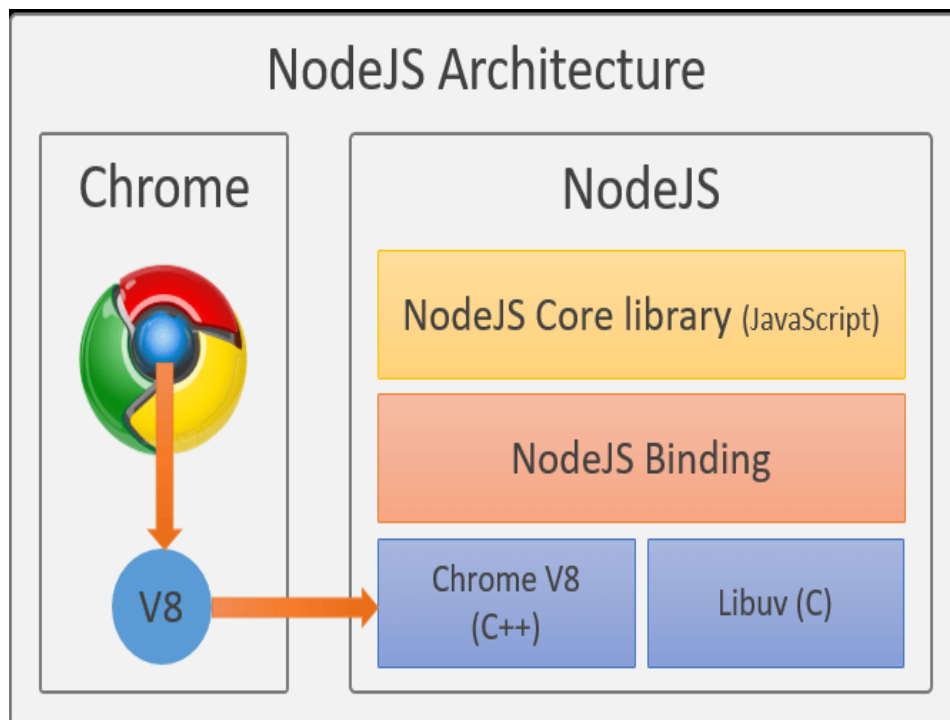 NodeJS Architecture
Chrome
V8
NodeJS
NodeJS Core library (JavaScript)
NodeJS Binding
Chrome V8
(C++)
Libuv (C)